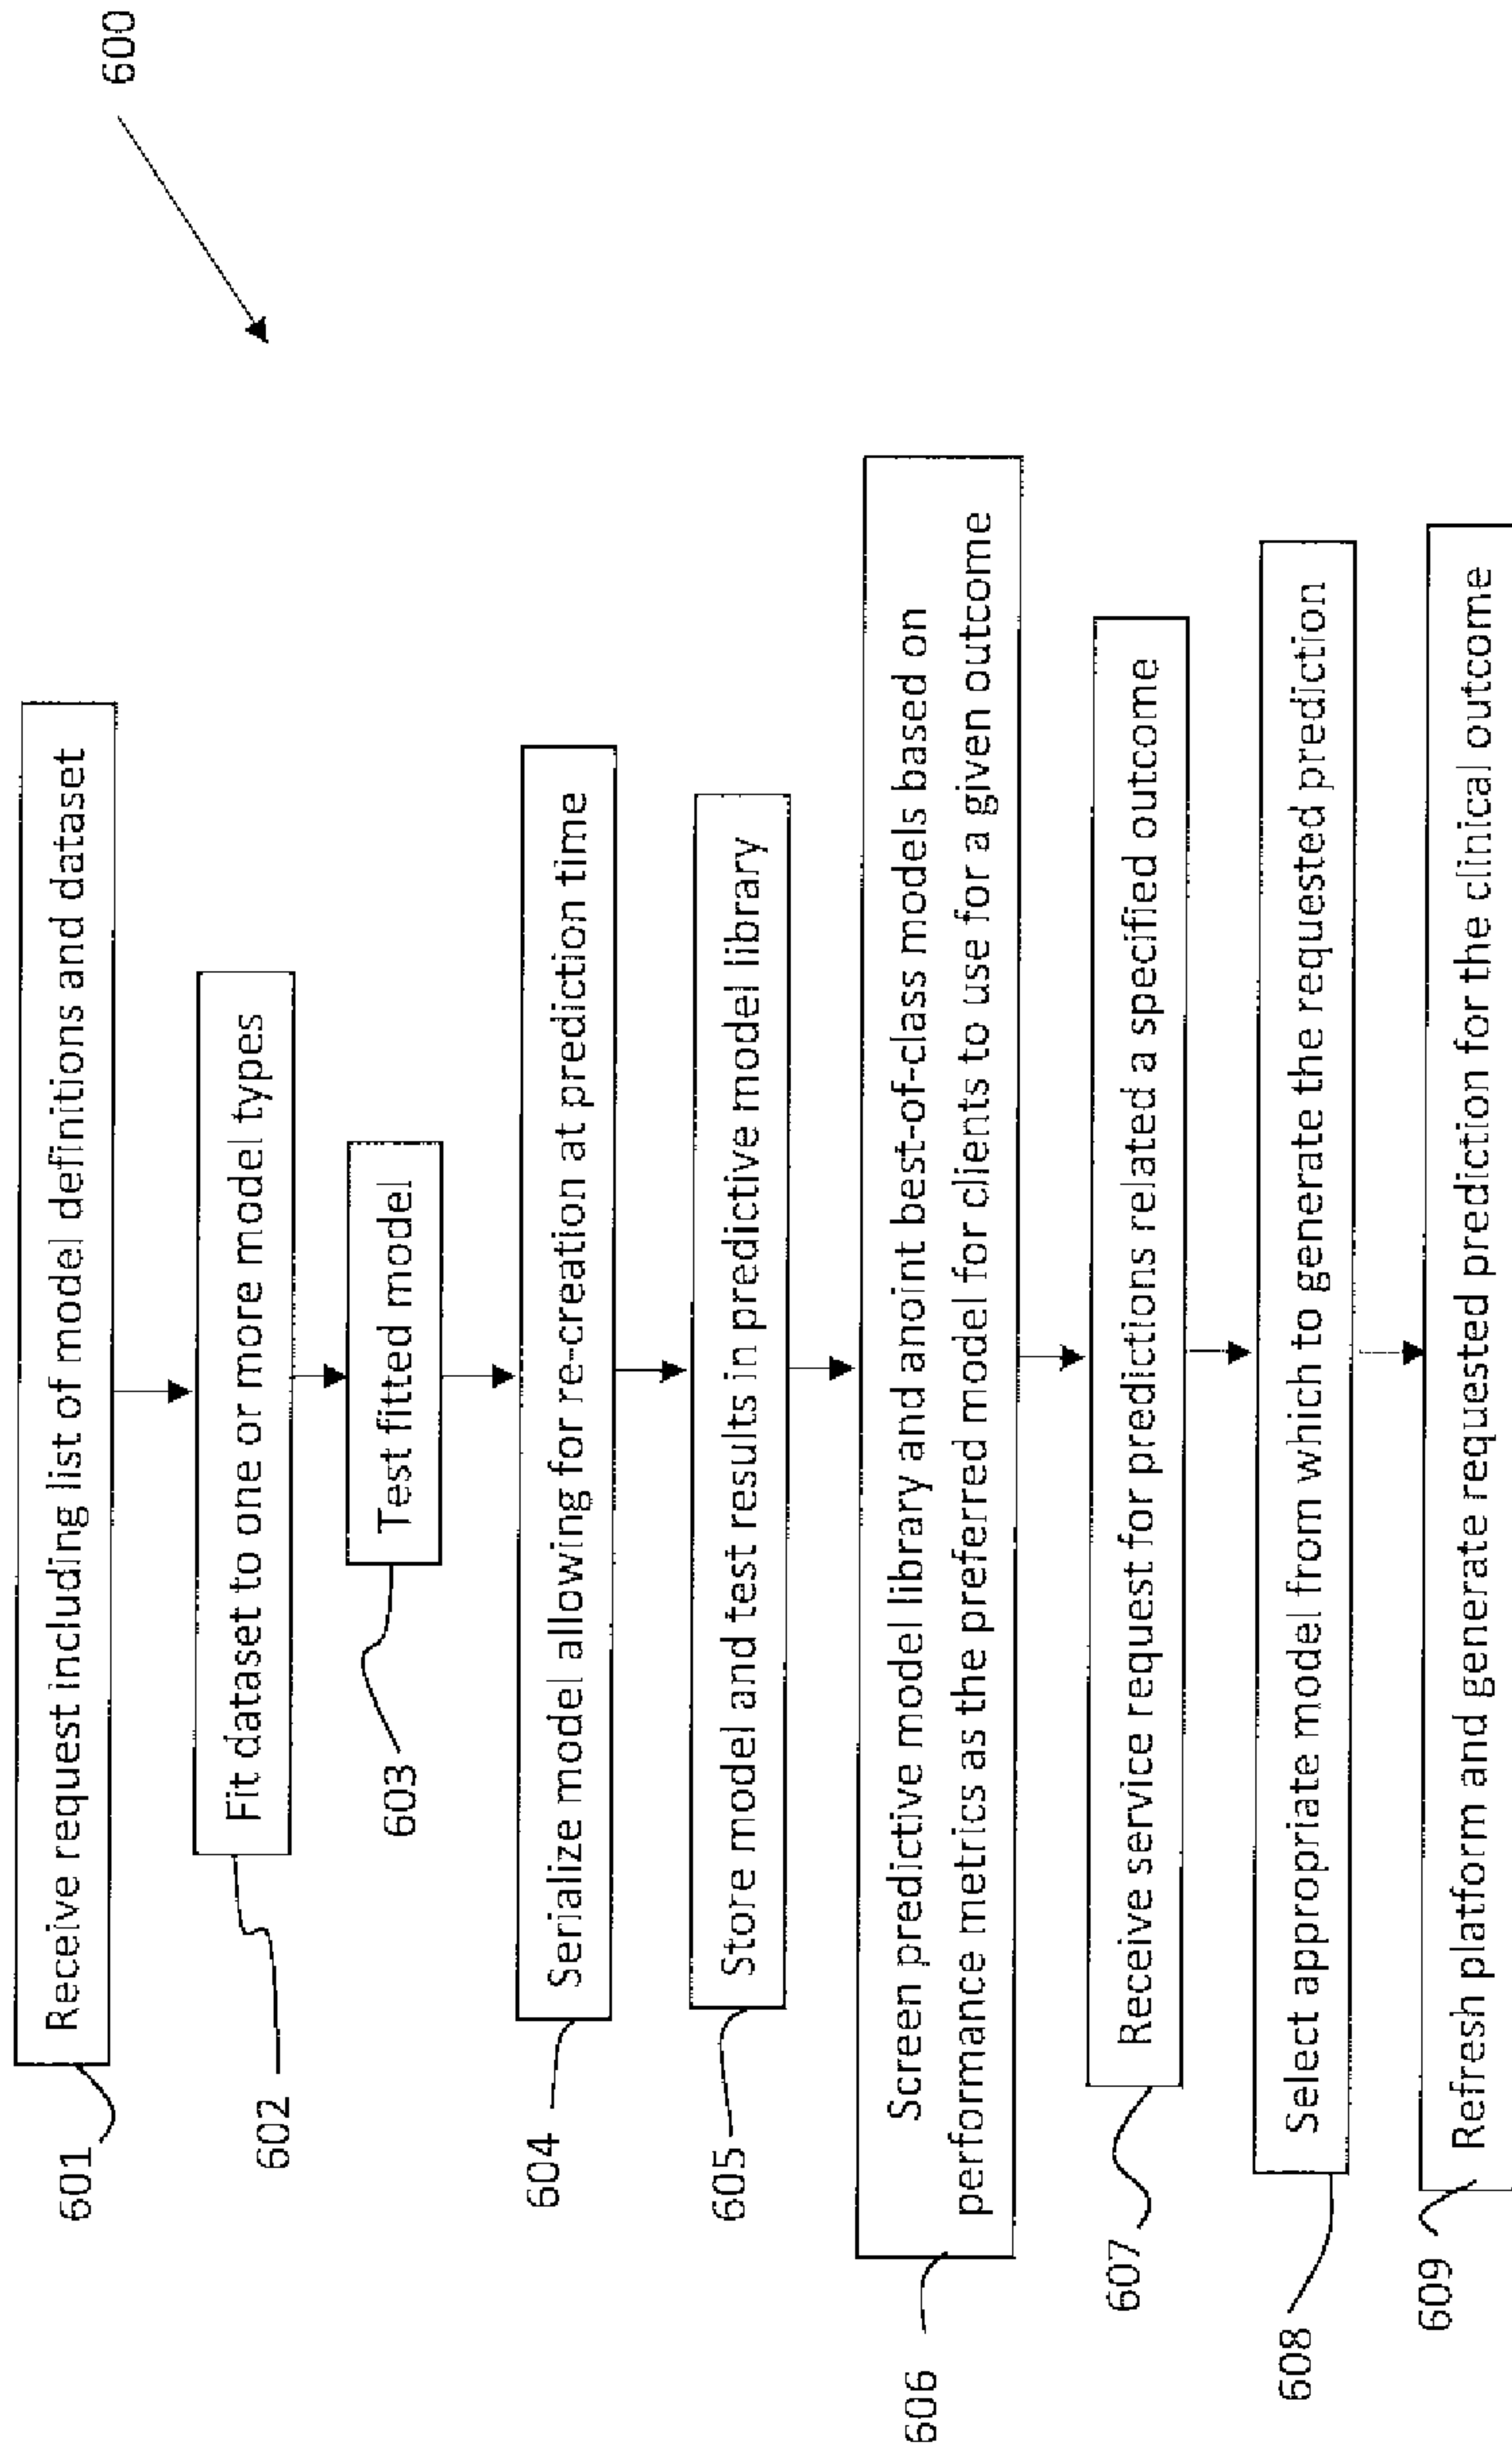 600
601
Receive request including list of model definitions and dataset
602
Fit dataset to one or more model types
603
Test fitted model
604
Serialize model allowing for re-creation at prediction time
605
Store model and test results in predictive model library
606
Screen predictive model library and anoint best-of-class models based on
performance metrics as the preferred model for clients to use for a given outcome
607
Receive service request for predictions related a specified outcome
608
Select appropriate model from which to generate the requested prediction
609
Refresh platform and generate requested prediction for the clinical outcome